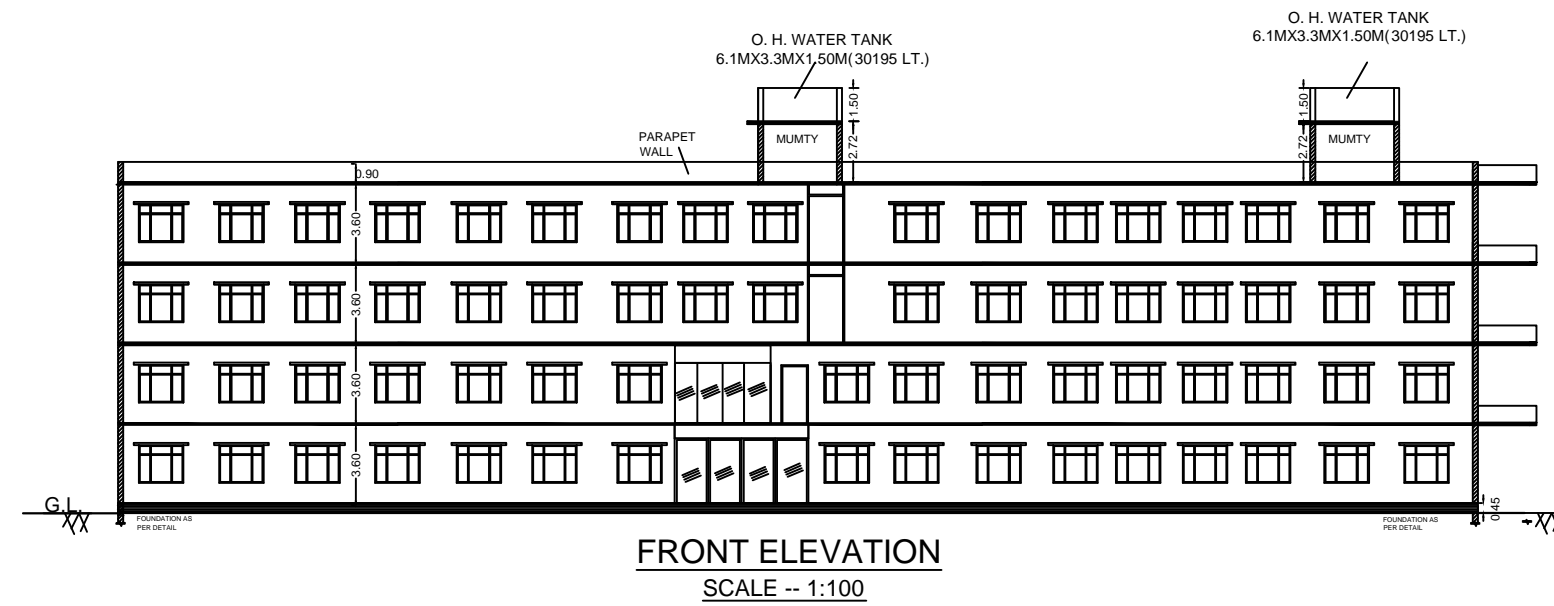 O. H. WATER TANK
6.1MX3.3MX1.50M(30195 LT.)
O. H. WATER TANK
6.1MX3.3MX1.50M(30195 LT.)
1.50
1.50
PARAPET
WALL
MUMTY
2.72
2.72
MUMTY
0.90
3.60
3.60
3.60
3.60
G.L.
FOUNDATION AS
PER DETAIL
FOUNDATION AS
PER DETAIL
0.45
FRONT ELEVATION
SCALE -- 1:100